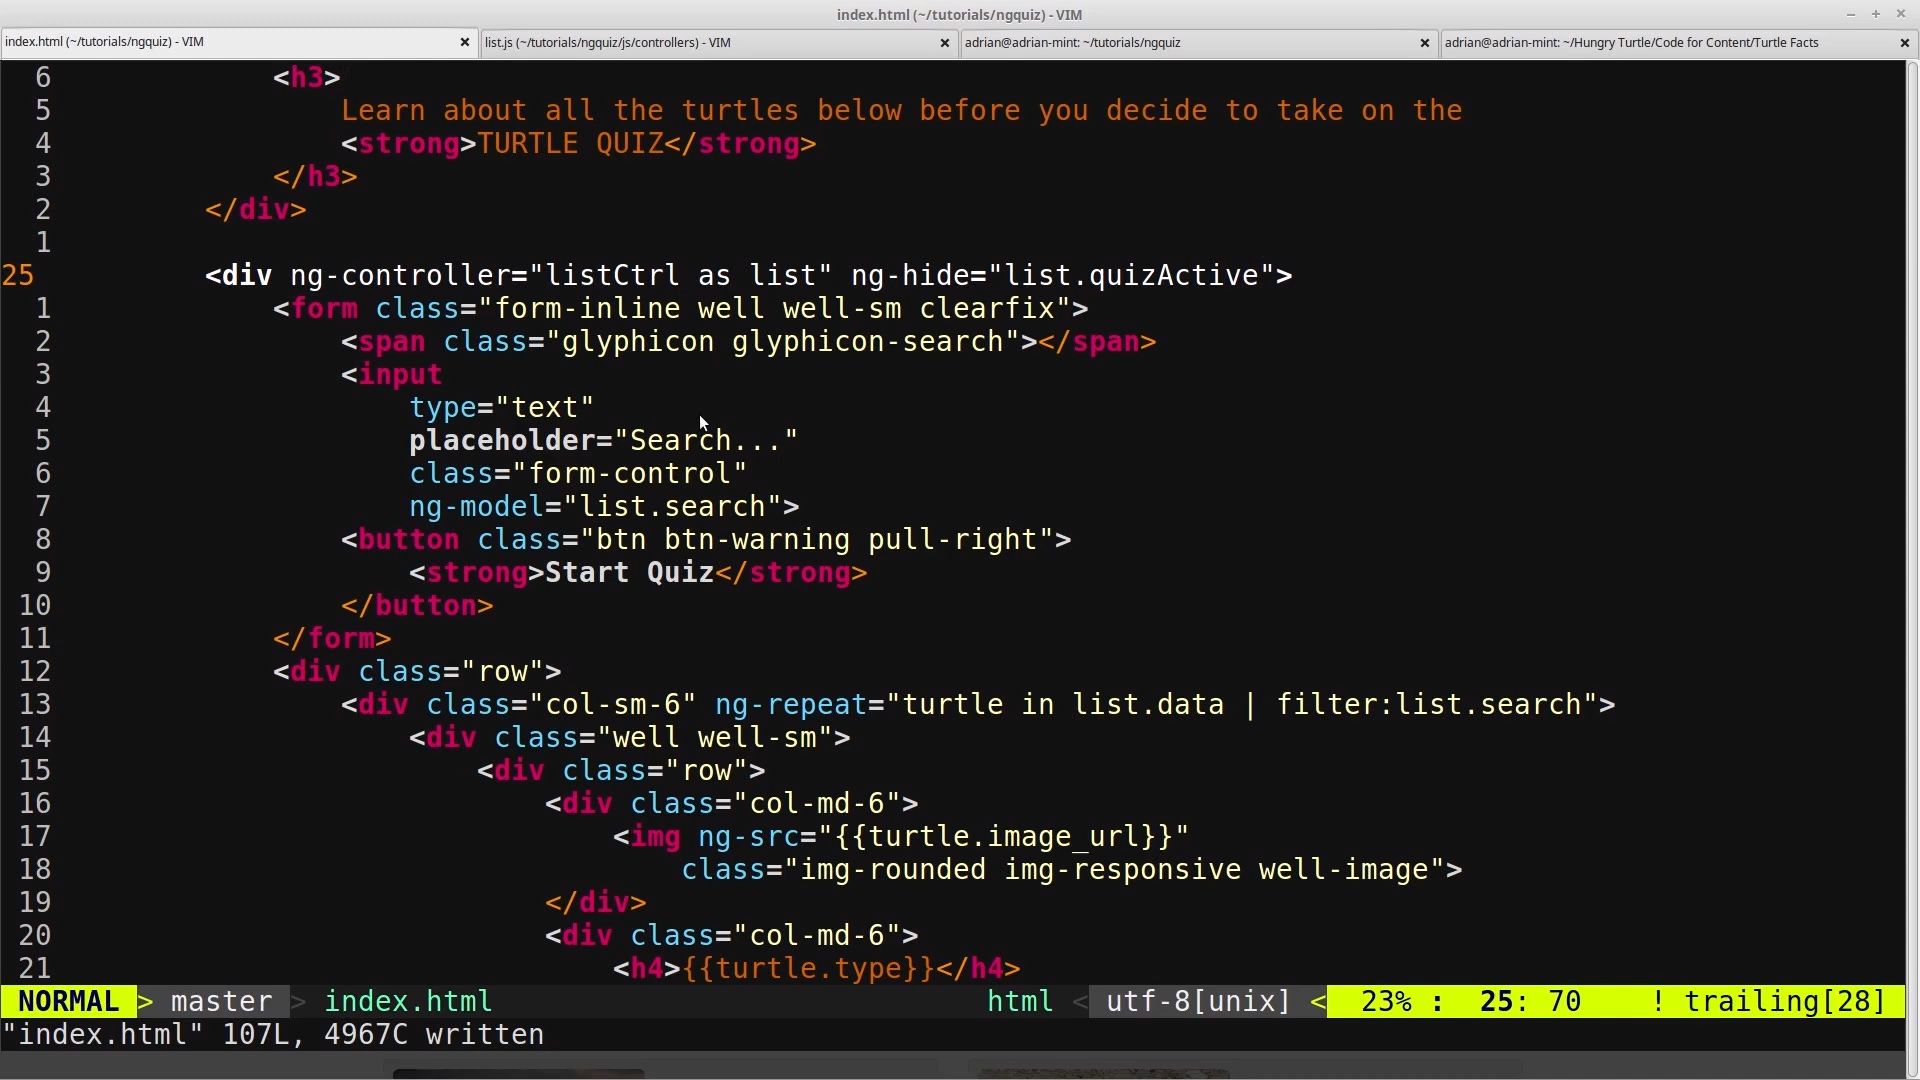 index.html (~/tutorials/ngquiz) - VIM
index.html (~/tutorials/ngquiz) - VIM
list.js (~/tutorials/ngquiz/js/controllers) - VIM
adrian@adrian-mint: ~/tutorials/ngquiz
adrian@adrian-mint: ~/Hungry Turtle/Code for Content/Turtle Facts
6 <h3>
5 Learn about all the turtles below before you decide to take on the
4 <strong>TURTLE QUIZ</strong>
3 </h3>
2 </div>
1
25 <div ng-controller="listCtrl as list" ng-hide="list.quizActive">
1 <form class="form-inline well well-sm clearfix">
2 <span class="glyphicon glyphicon-search"></span>
3 <input
4 type="text"
5 placeholder="Search..."
6 class="form-control"
7 ng-model="list.search">
8 <button class="btn btn-warning pull-right">
9 <strong>Start Quiz</strong>
10 </button>
11 </form>
12 <div class="row">
13 <div class="col-sm-6" ng-repeat="turtle in list.data | filter:list.search">
14 <div class="well well-sm">
15 <div class="row">
16 <div class="col-md-6">
17 <img ng-src="{{turtle.image_url}}"
18 class="img-rounded img-responsive well-image">
19 </div>
20 <div class="col-md-6">
21 <h4>{{turtle.type}}</h4>
NORMAL > master > index.html html < utf-8[unix] < 23% : 25: 70 ! trailing[28]
"index.html" 107L, 4967C written